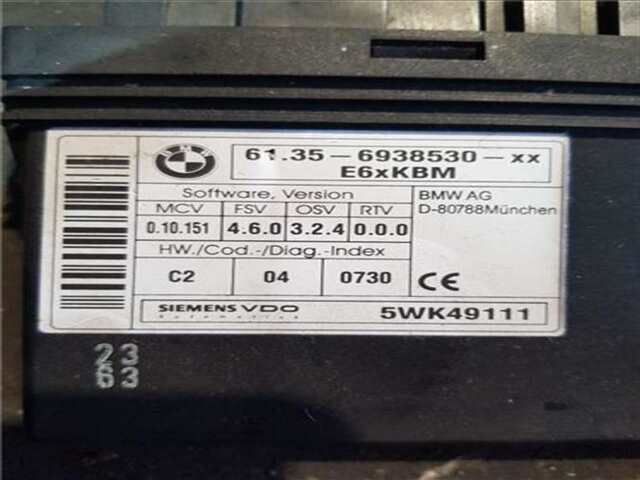 61.35 - 6938530 - xx
E6xKBM
Software, Version
MCV FSV OSV RTV
0.10.151 4.6.0 3.2.4 0.0.0
HW./Cod.-/Diag.-Index
C2 04 0730
BMW AG
D-80788München
CE
SIEMENS VDO
Automotive
5WK49111
23
63